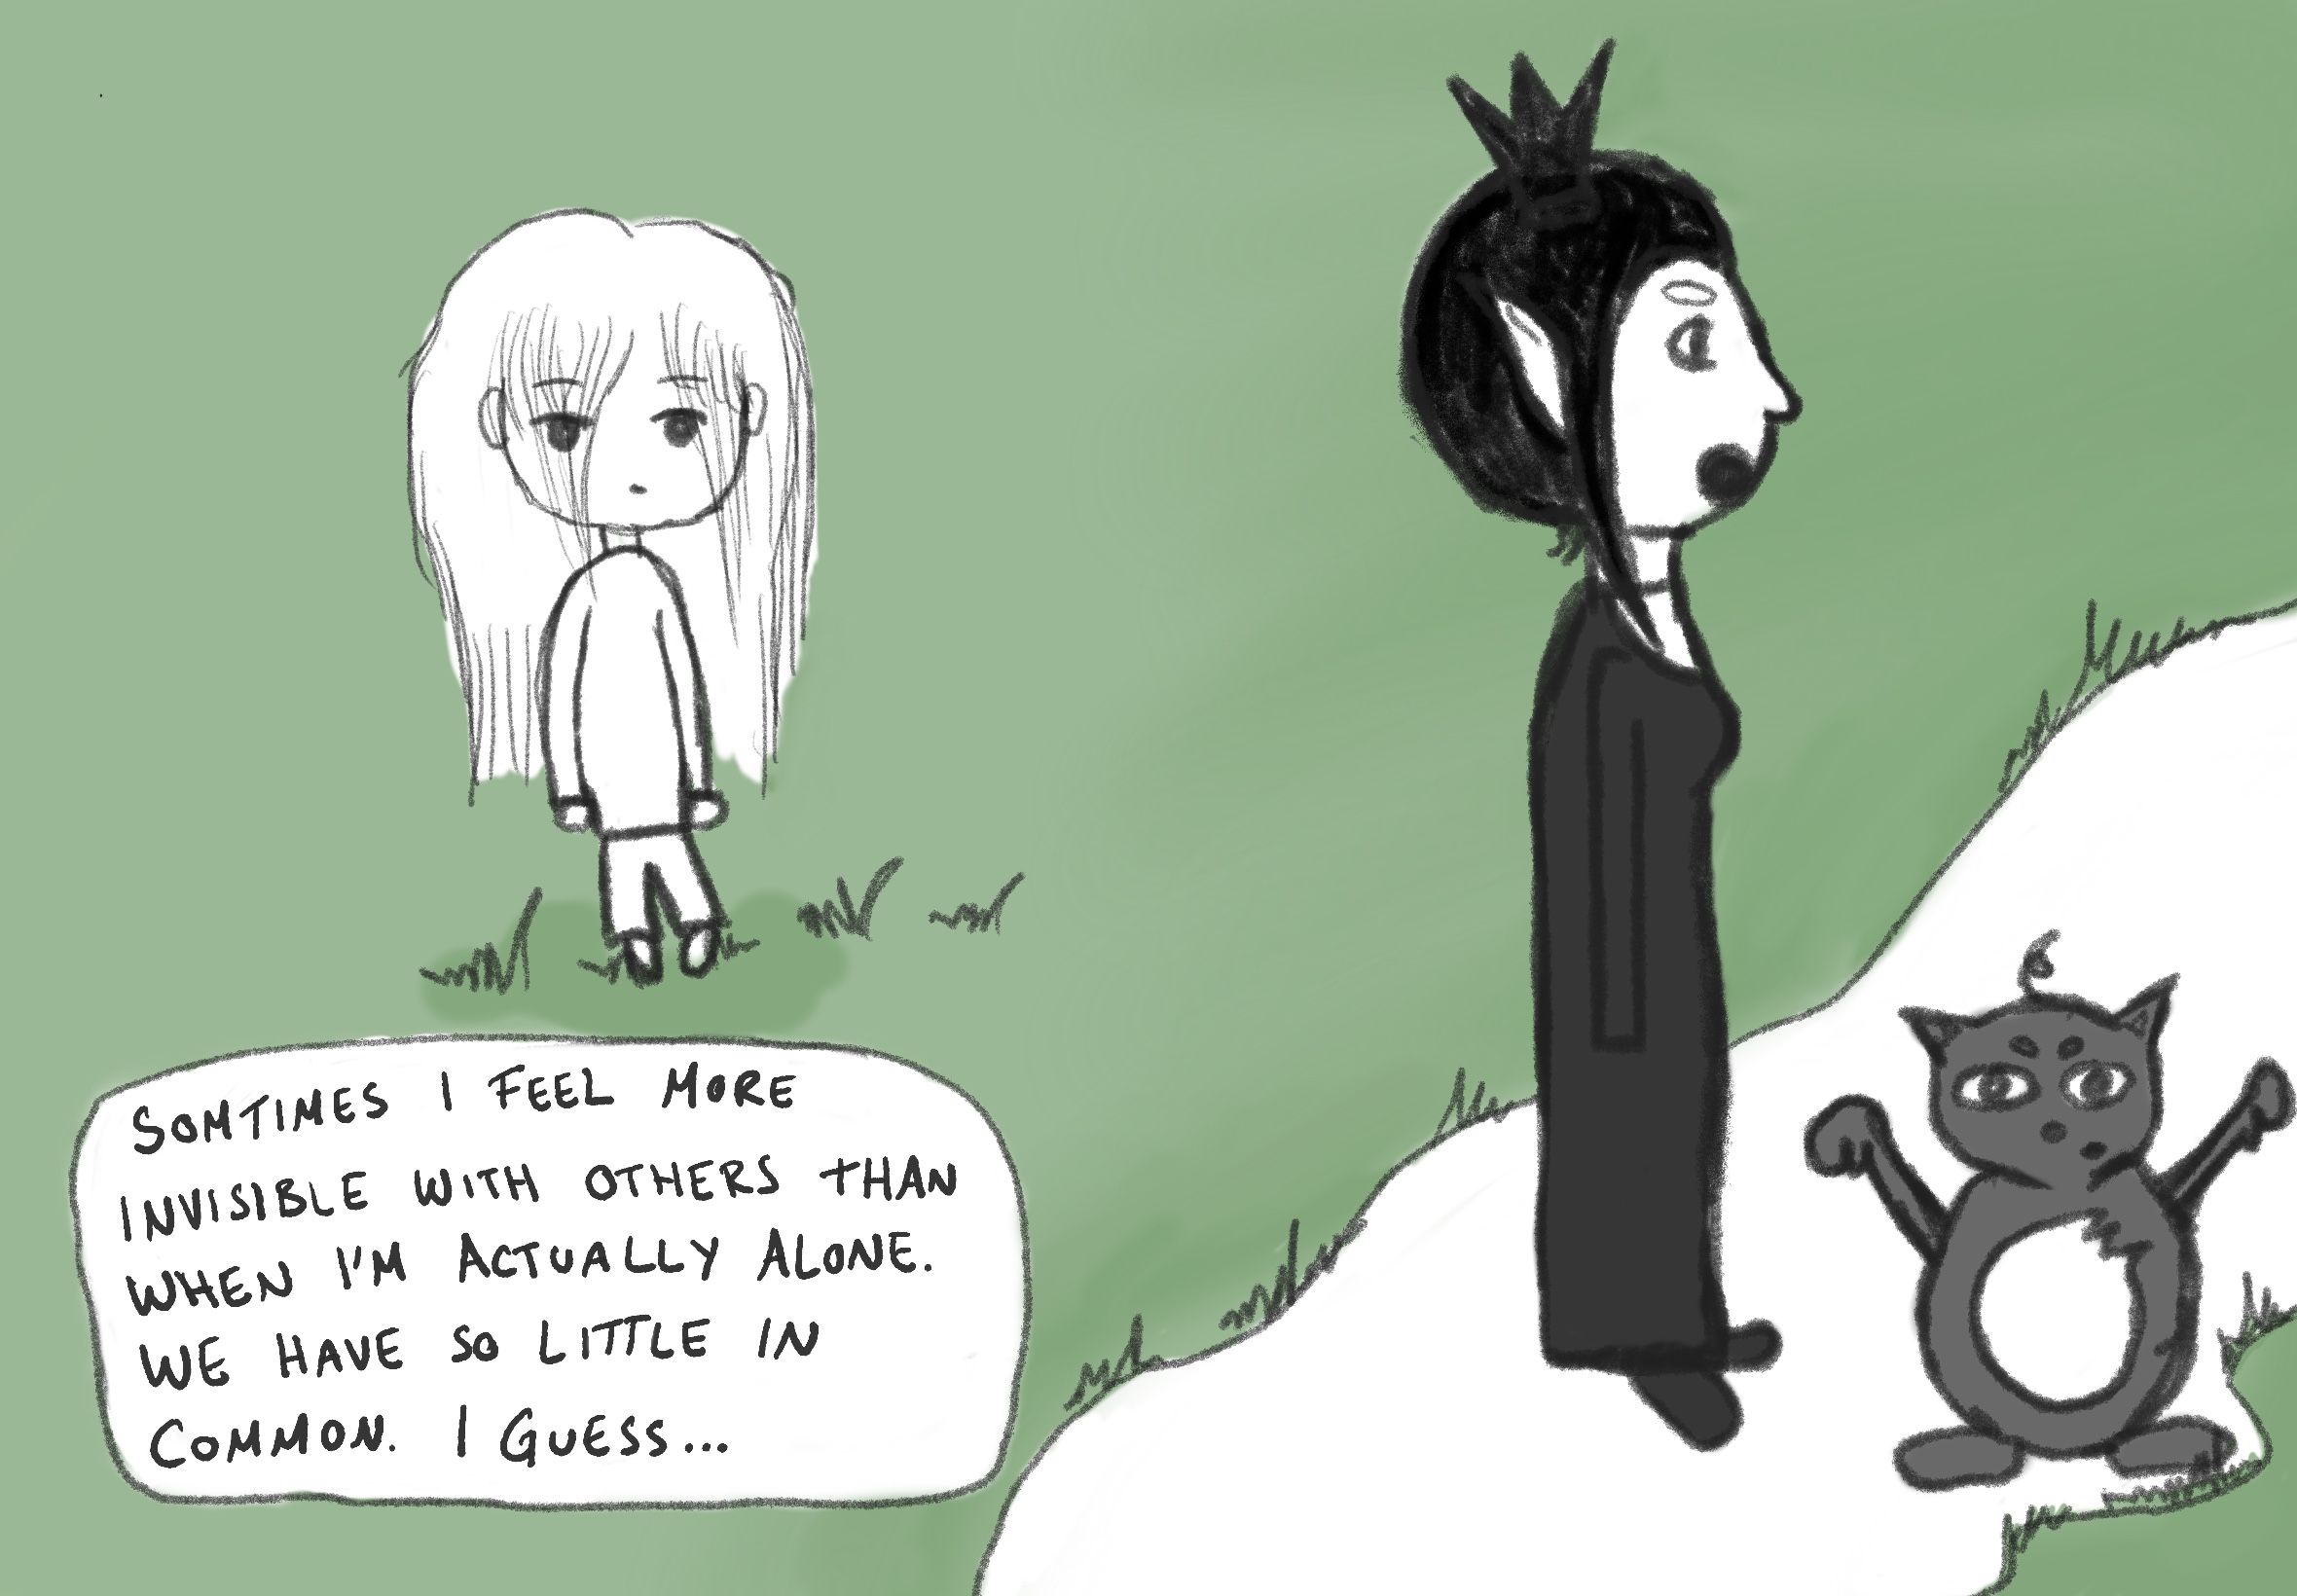 SOMTIMES I FEEL MORE
INVISIBLE WITH OTHERS THAN
WHEN I'M ACTUALLY ALONE.
WE HAVE SO LITTLE IN
COMMON. I GUESS...